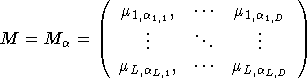 M = M_α = ( μ_{1,α_{1,1}}, ⋯ μ_{1,α_{1,D}}
⋮ ⋱ ⋮
μ_{L,α_{L,1}}, ⋯ μ_{L,α_{L,D}} )